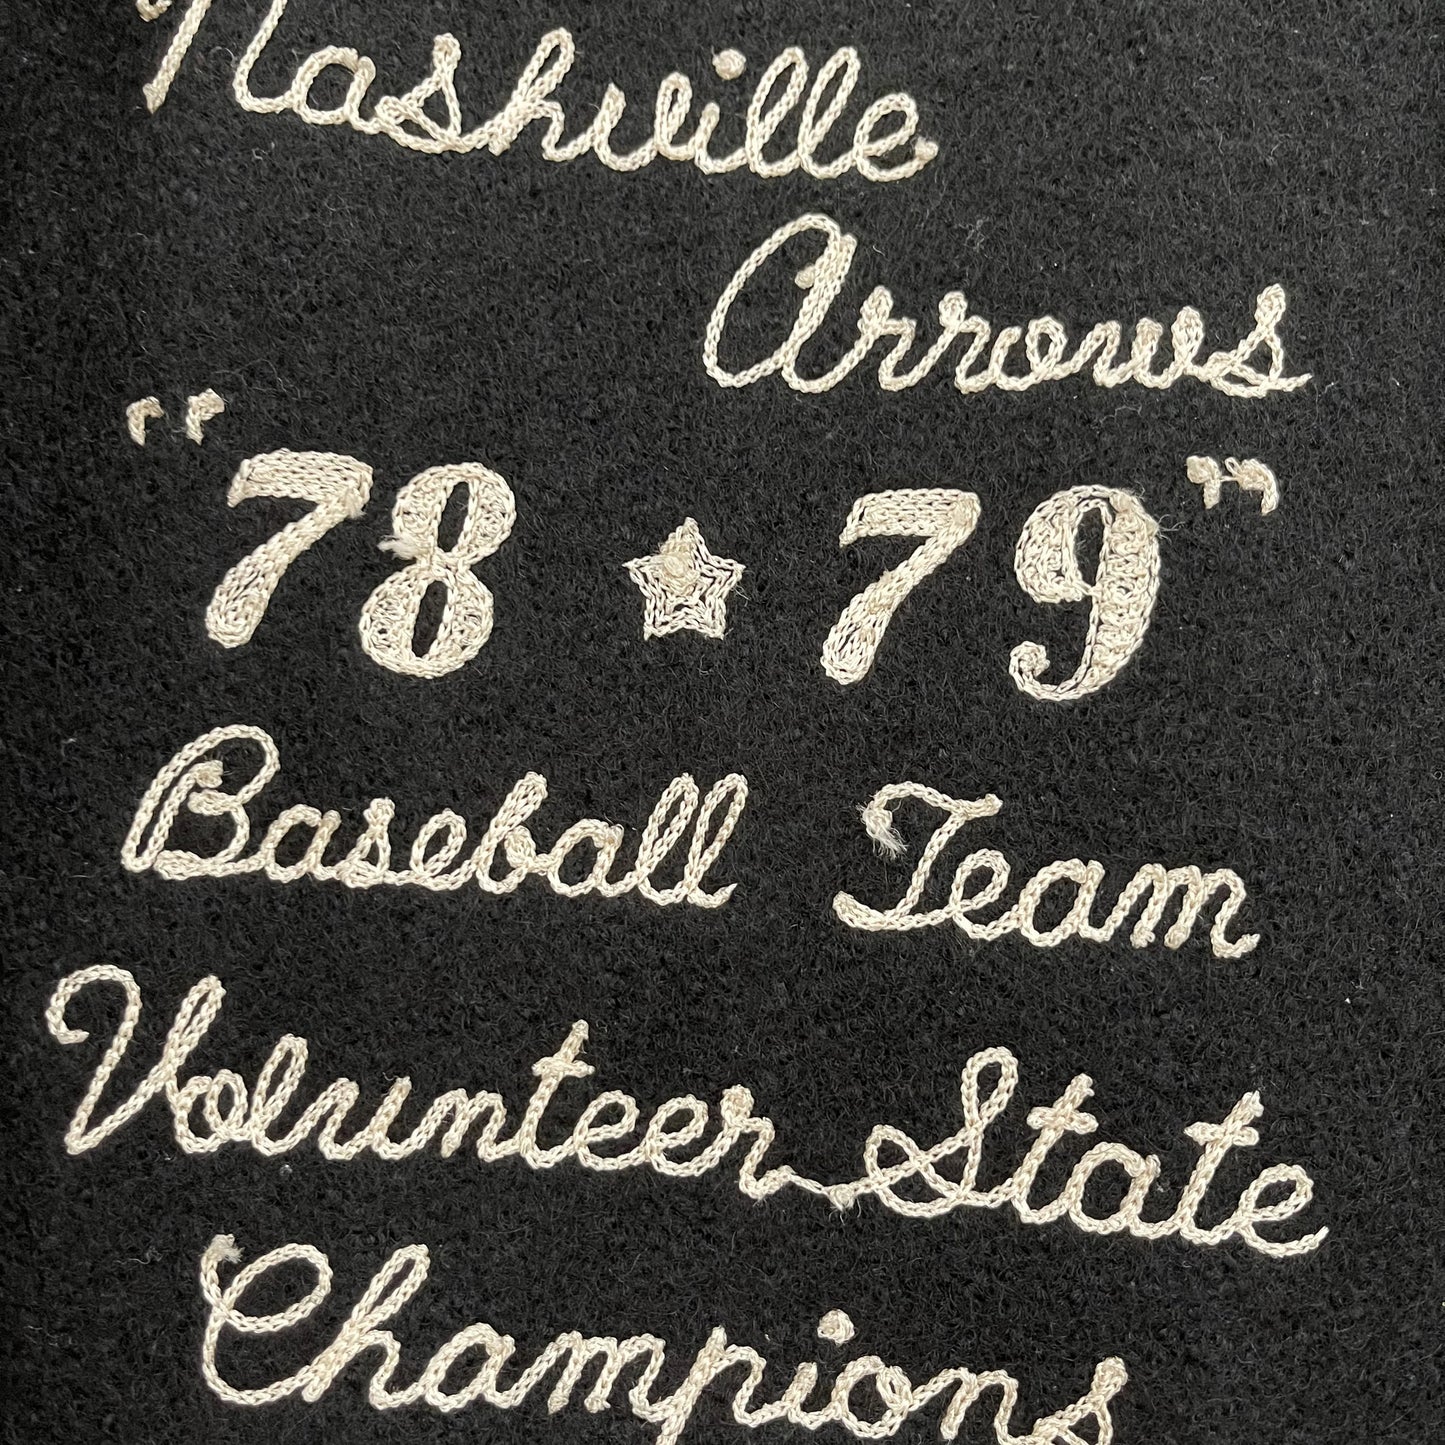 Nashville
Arrows
"78 ★ 79"
Baseball Team
Volunteer State
Champions